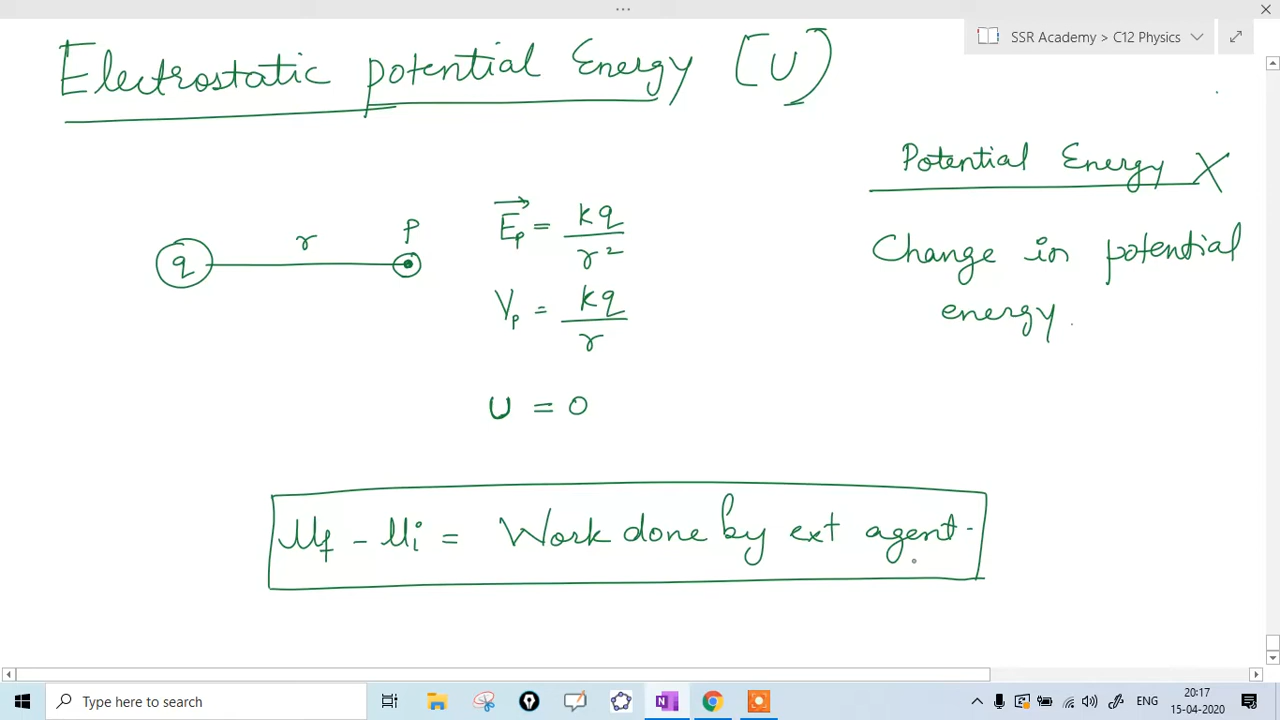 SSR Academy > C12 Physics
Electrostatic potential Energy [U]
Potential Energy X
Change in potential
energy.
q
r
P
E⃗p = kq / r²
Vp = kq / r
U = 0
Uf - Ui = Work done by ext agent-
Type here to search
ENG
20:17
15-04-2020